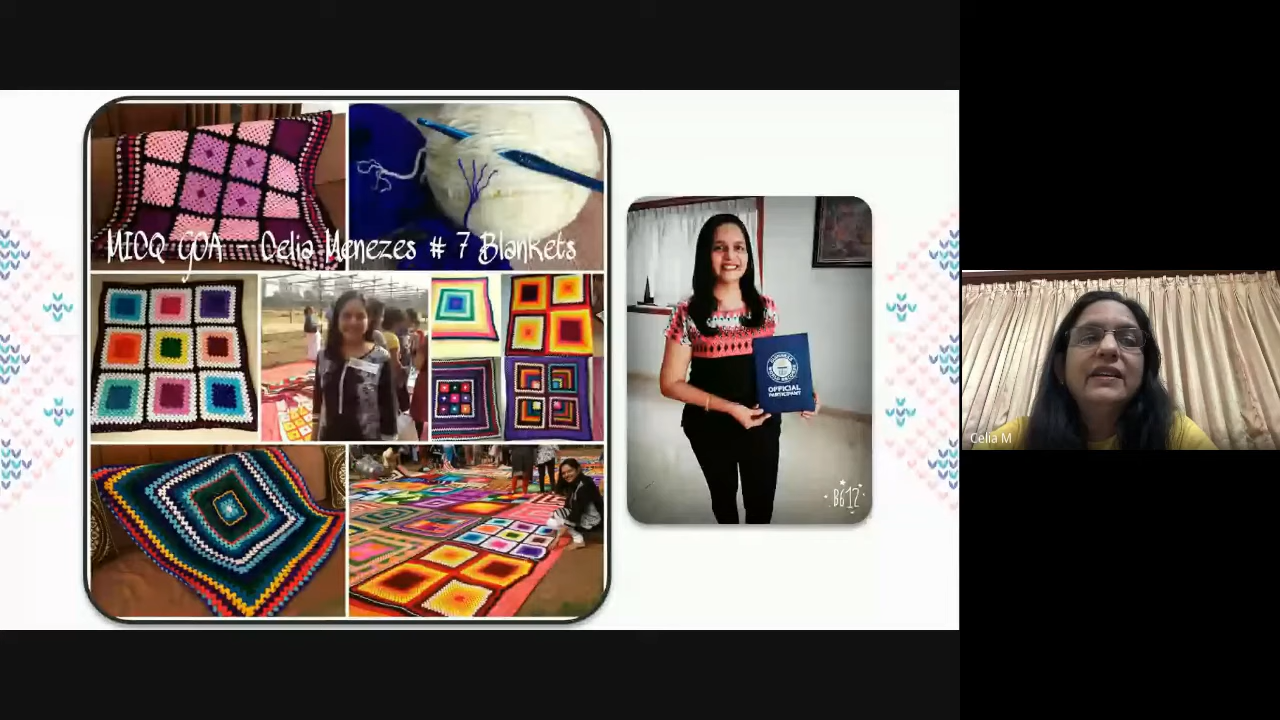 MICQ GOA - Celia Menezes # 7 Blankets
OFFICIAL
PARTICIPANT
B612
Celia M